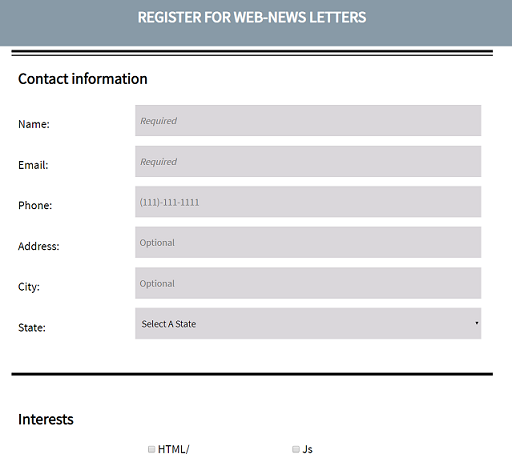 REGISTER FOR WEB-NEWS LETTERS
Contact information
Name: Required
Email: Required
Phone: (111)-111-1111
Address: Optional
City: Optional
State: Select A State
Interests
HTML/ Js